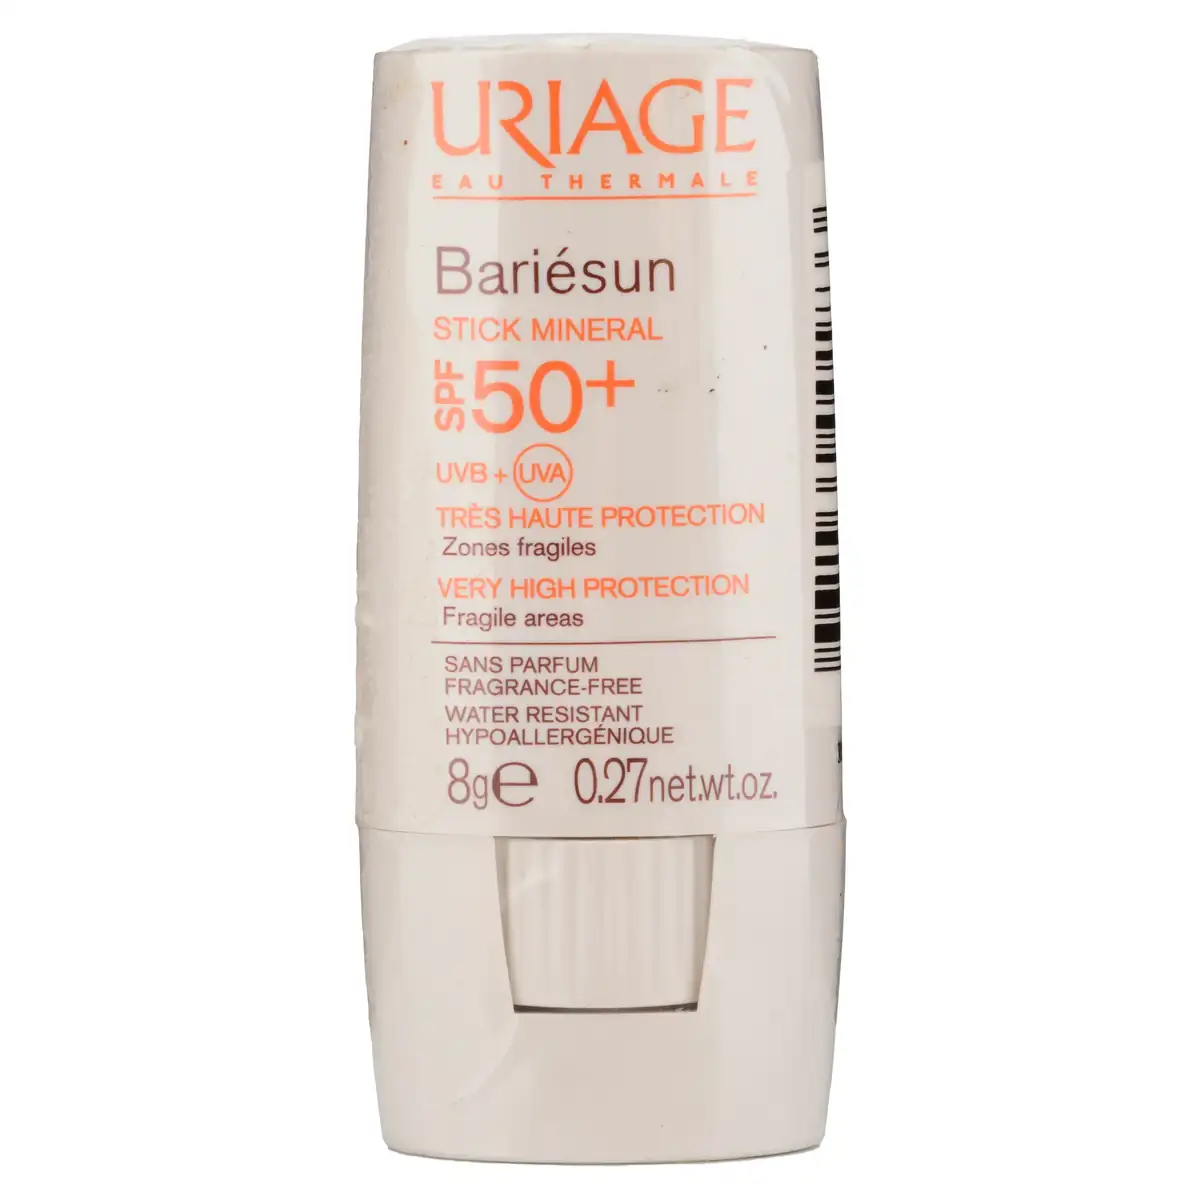 URIAGE
EAU THERMALE
Bariésun
STICK MINERAL
SPF 50+
UVB + UVA
TRÈS HAUTE PROTECTION
Zones fragiles
VERY HIGH PROTECTION
Fragile areas
SANS PARFUM
FRAGRANCE-FREE
WATER RESISTANT
HYPOALLERGÉNIQUE
8g℮ 0.27net.wt.oz.